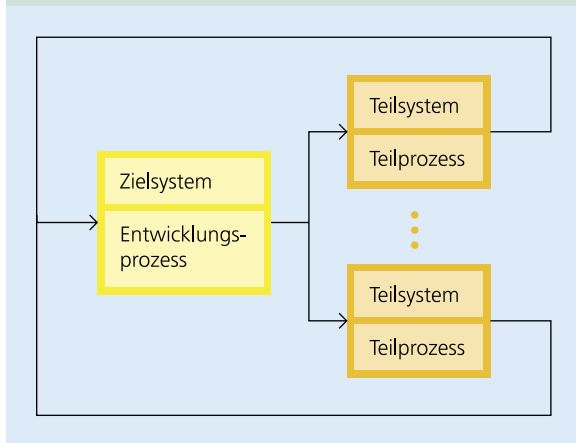 Teilsystem
Teilprozess
Zielsystem
Entwicklungs-
prozess
Teilsystem
Teilprozess